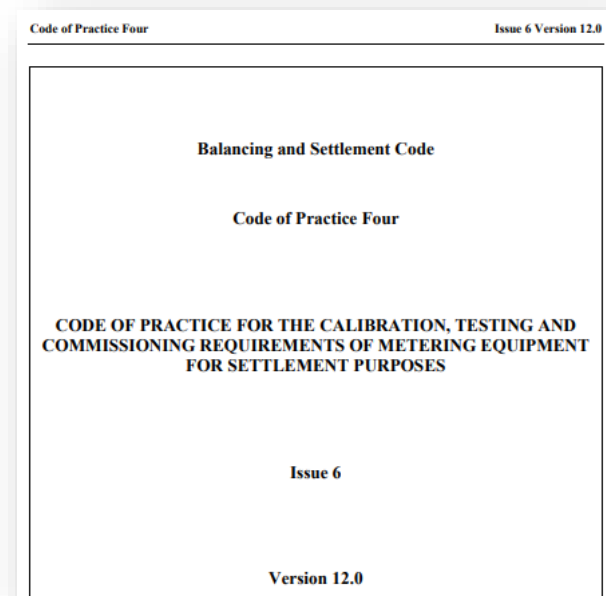 Code of Practice Four Issue 6 Version 12.0
Balancing and Settlement Code
Code of Practice Four
CODE OF PRACTICE FOR THE CALIBRATION, TESTING AND
COMMISSIONING REQUIREMENTS OF METERING EQUIPMENT
FOR SETTLEMENT PURPOSES
Issue 6
Version 12.0